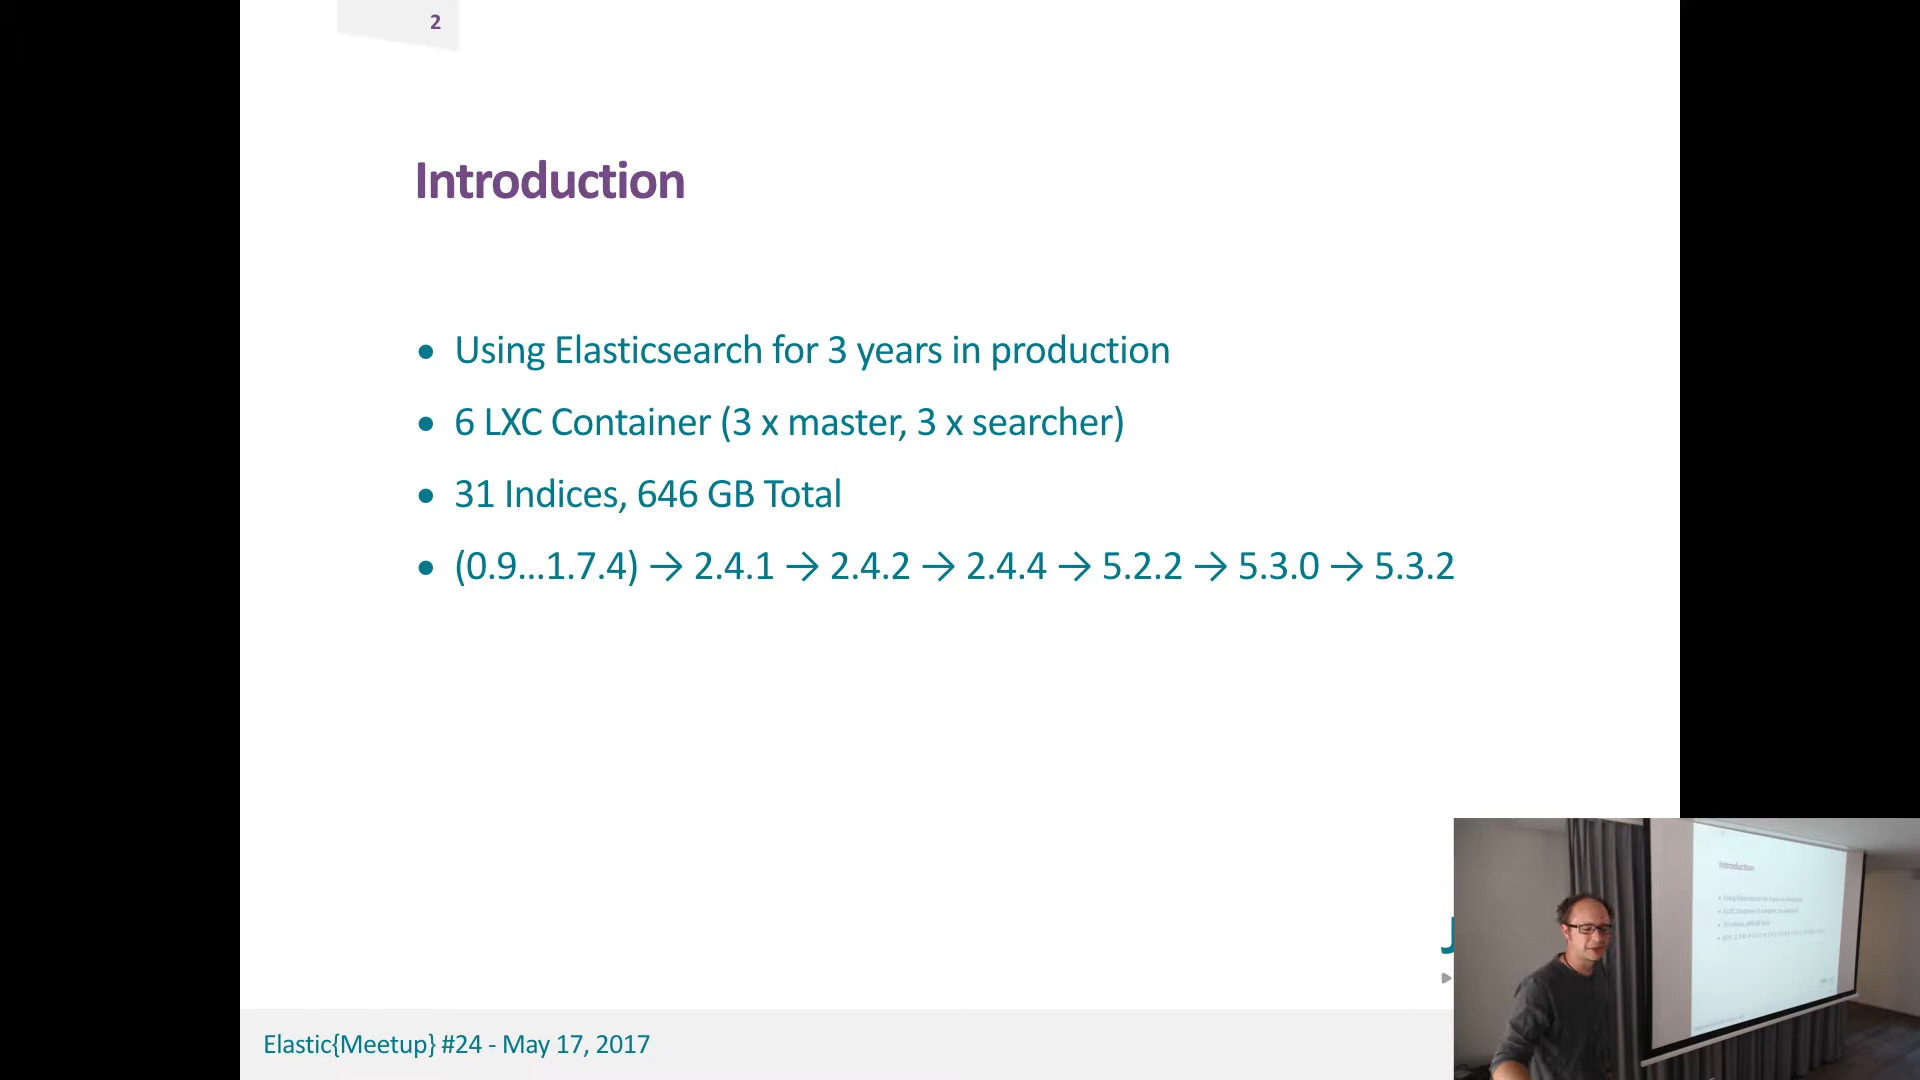 2
Introduction
• Using Elasticsearch for 3 years in production
• 6 LXC Container (3 x master, 3 x searcher)
• 31 Indices, 646 GB Total
• (0.9...1.7.4) → 2.4.1 → 2.4.2 → 2.4.4 → 5.2.2 → 5.3.0 → 5.3.2
Elastic{Meetup} #24 - May 17, 2017
Introduction